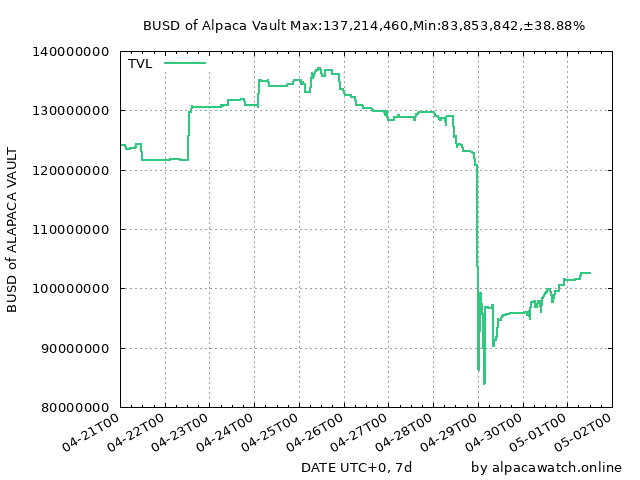 BUSD of Alpaca Vault Max:137,214,460,Min:83,853,842,±38.88%
TVL
BUSD of ALAPACA VAULT
140000000
130000000
120000000
110000000
100000000
90000000
80000000
04-21T00
04-22T00
04-23T00
04-24T00
04-25T00
04-26T00
04-27T00
04-28T00
04-29T00
04-30T00
05-01T00
05-02T00
DATE UTC+0, 7d
by alpacawatch.online